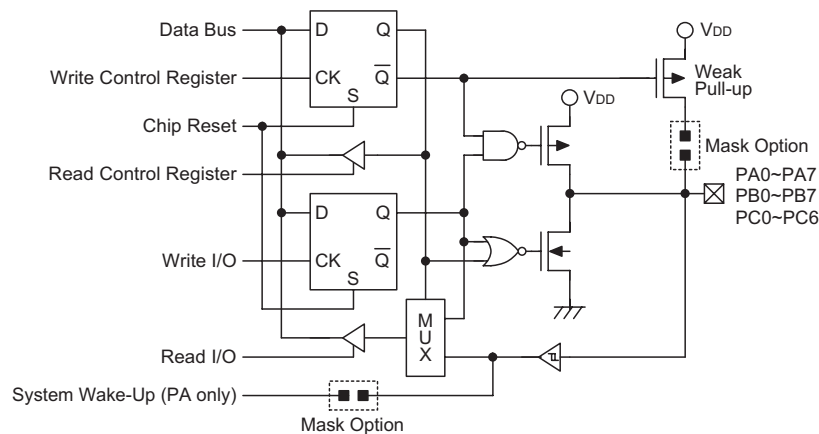 Data Bus
Write Control Register
Chip Reset
Read Control Register
Write I/O
Read I/O
System Wake-Up (PA only)
Mask Option
D Q
CK Q
S
D Q
CK Q
S
M
U
X
VDD
VDD
Weak
Pull-up
Mask Option
PA0~PA7
PB0~PB7
PC0~PC6